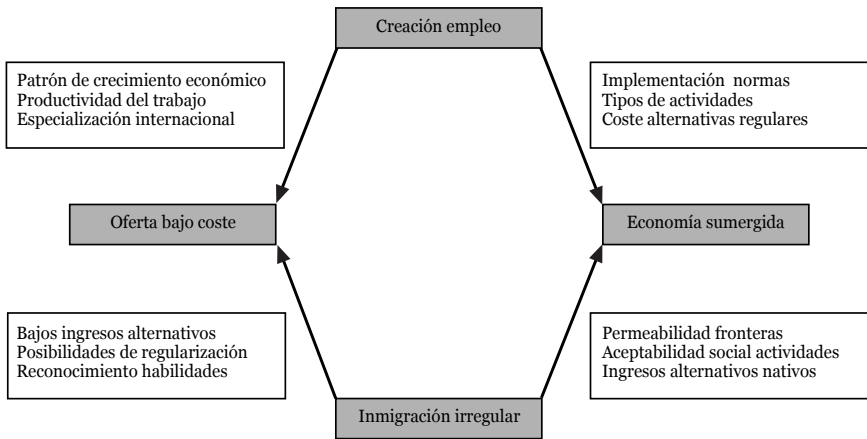 Creación empleo
Patrón de crecimiento económico
Productividad del trabajo
Especialización internacional
Implementación normas
Tipos de actividades
Coste alternativas regulares
Oferta bajo coste
Economía sumergida
Bajos ingresos alternativos
Posibilidades de regularización
Reconocimiento habilidades
Permeabilidad fronteras
Aceptabilidad social actividades
Ingresos alternativos nativos
Inmigración irregular